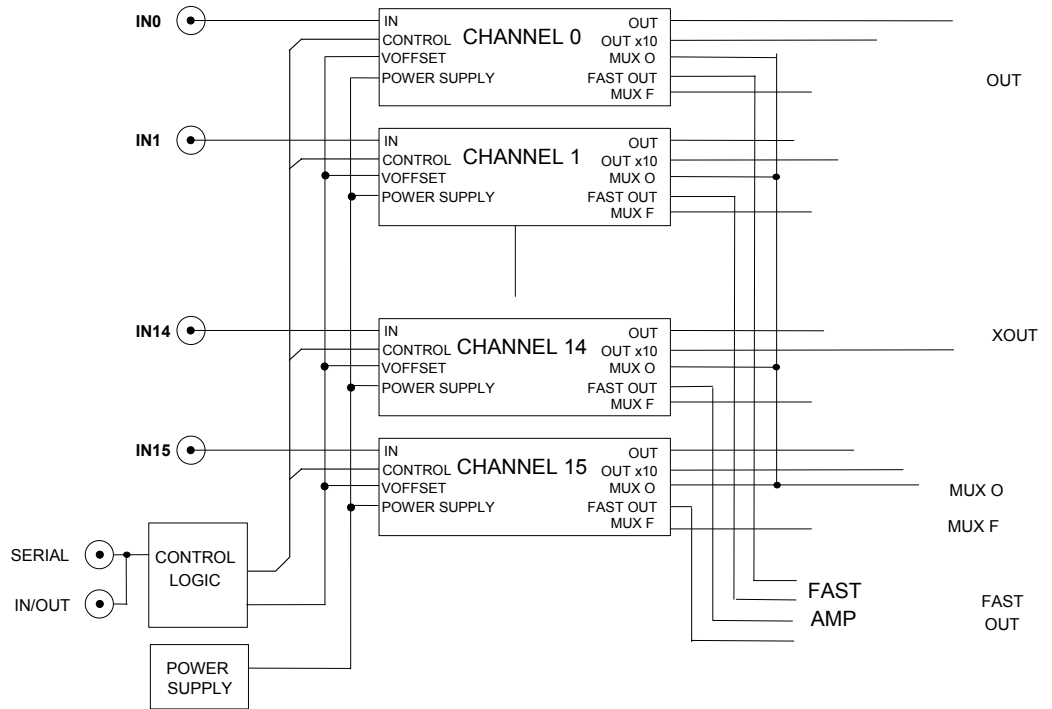 IN0
IN
OUT
CONTROL
CHANNEL 0
OUT x10
VOFFSET
MUX O
POWER SUPPLY
FAST OUT
MUX F
OUT
IN1
IN
OUT
CONTROL
CHANNEL 1
OUT x10
VOFFSET
MUX O
POWER SUPPLY
FAST OUT
MUX F
IN14
IN
OUT
XOUT
CONTROL
CHANNEL 14
OUT x10
VOFFSET
MUX O
POWER SUPPLY
FAST OUT
MUX F
IN15
IN
OUT
CONTROL
CHANNEL 15
OUT x10
VOFFSET
MUX O
MUX O
POWER SUPPLY
FAST OUT
MUX F
MUX F
SERIAL
IN/OUT
CONTROL
LOGIC
FAST
AMP
FAST
OUT
POWER
SUPPLY